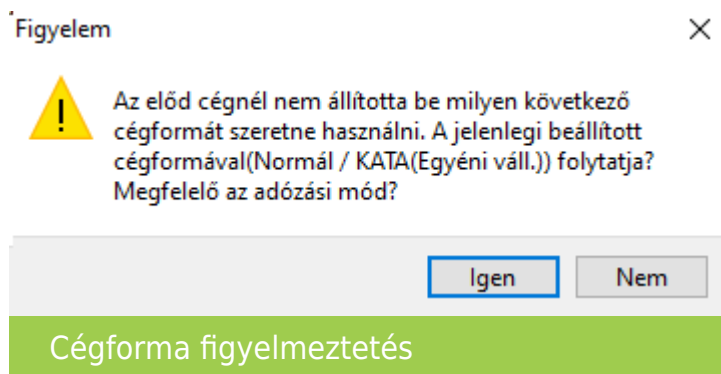 Figyelem
Az előd cégnél nem állította be milyen következő
cégformát szeretne használni. A jelenlegi beállított
cégformával(Normál / KATA(Egyéni váll.)) folytatja?
Megfelelő az adózási mód?
Igen
Nem
Cégforma figyelmeztetés